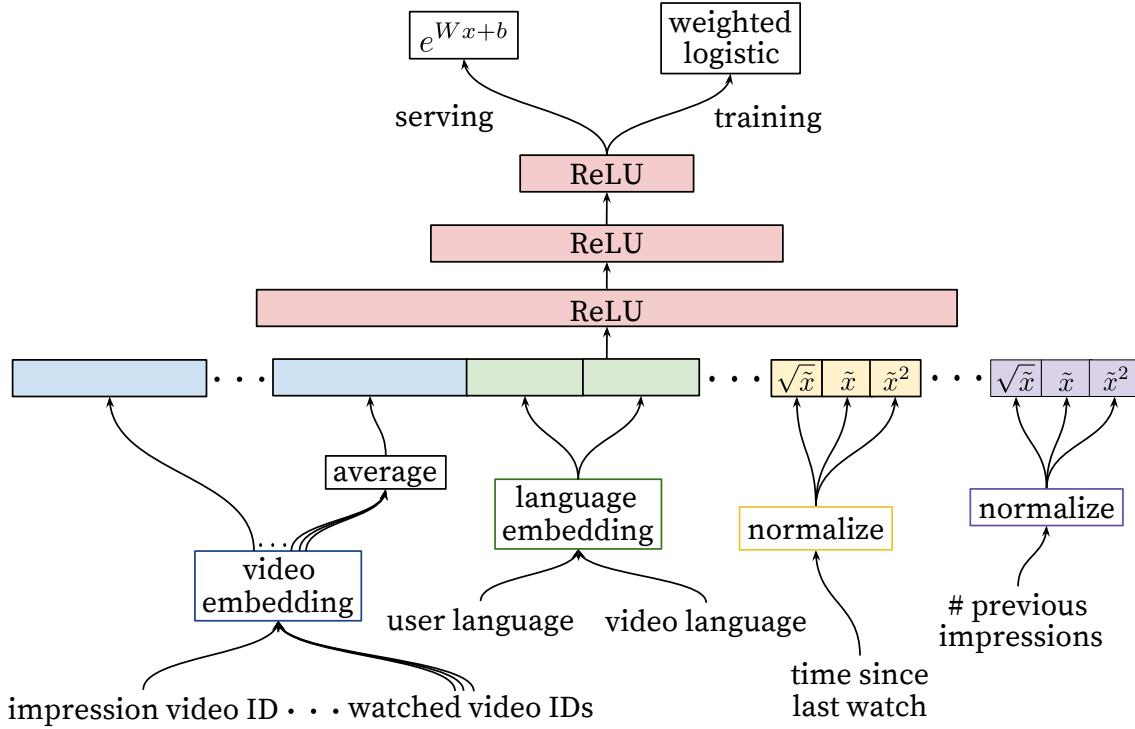 e^{Wx+b}
weighted
logistic
serving
training
ReLU
ReLU
ReLU
. . .
√x̃ x̃ x̃²
. . .
√x̃ x̃ x̃²
average
language
embedding
normalize
normalize
. . . .
video
embedding
user language
video language
# previous
impressions
time since
last watch
impression video ID . . . watched video IDs